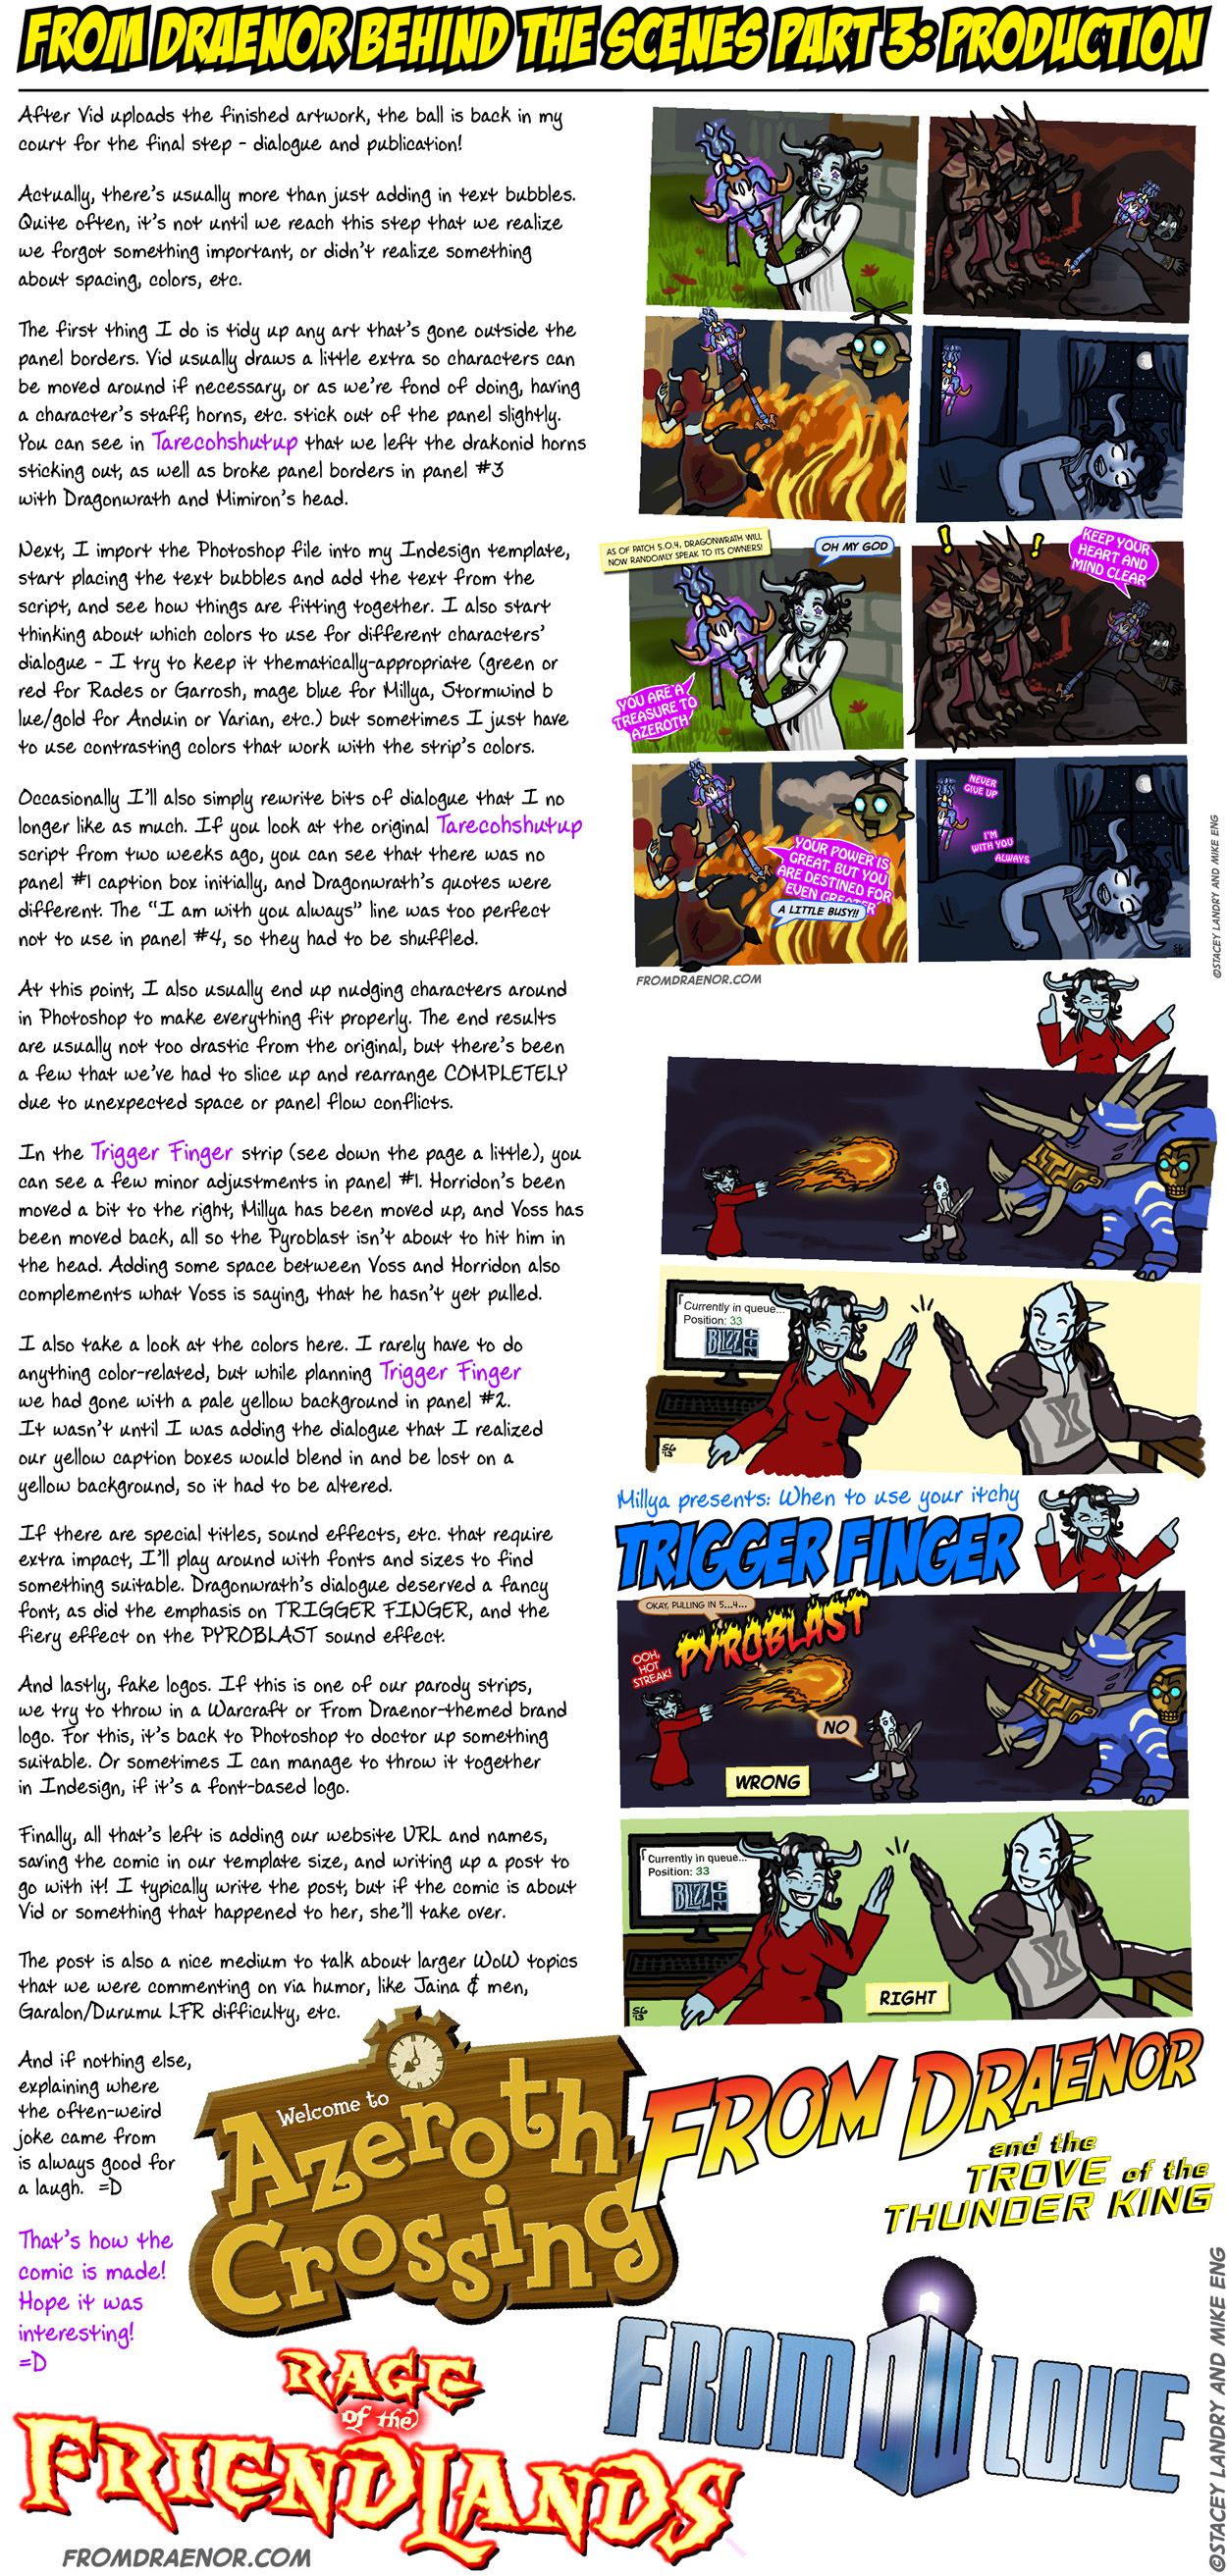 FROM DRAENOR BEHIND THE SCENES PART 3: PRODUCTION
After Vid uploads the finished artwork, the ball is back in my
court for the final step - dialogue and publication!
Actually, there's usually more than just adding in text bubbles.
Quite often, it's not until we reach this step that we realize
we forgot something important, or didn't realize something
about spacing, colors, etc.
The first thing I do is tidy up any art that's gone outside the
panel borders. Vid usually draws a little extra so characters can
be moved around if necessary, or as we're fond of doing, having
a character's staff, horns, etc. stick out of the panel slightly.
You can see in Tarecohshutup that we left the drakonid horns
sticking out, as well as broke panel borders in panel #3
with Dragonwrath and Mimiron's head.
Next, I import the Photoshop file into my Indesign template,
start placing the text bubbles and add the text from the
script, and see how things are fitting together. I also start
thinking about which colors to use for different characters'
dialogue - I try to keep it thematically-appropriate (green or
red for Rades or Garrosh, mage blue for Millya, Stormwind b
lue/gold for Anduin or Varian, etc.) but sometimes I just have
to use contrasting colors that work with the strip's colors.
Occasionally I'll also simply rewrite bits of dialogue that I no
longer like as much. If you look at the original Tarecohshutup
script from two weeks ago, you can see that there was no
panel #1 caption box initially, and Dragonwrath's quotes were
different. The "I am with you always" line was too perfect
not to use in panel #4, so they had to be shuffled.
At this point, I also usually end up nudging characters around
in Photoshop to make everything fit properly. The end results
are usually not too drastic from the original, but there's been
a few that we've had to slice up and rearrange COMPLETELY
due to unexpected space or panel flow conflicts.
In the Trigger Finger strip (see down the page a little), you
can see a few minor adjustments in panel #1. Horridon's been
moved a bit to the right, Millya has been moved up, and Voss has
been moved back, all so the Pyroblast isn't about to hit him in
the head. Adding some space between Voss and Horridon also
complements what Voss is saying, that he hasn't yet pulled.
I also take a look at the colors here. I rarely have to do
anything color-related, but while planning Trigger Finger
we had gone with a pale yellow background in panel #2.
It wasn't until I was adding the dialogue that I realized
our yellow caption boxes would blend in and be lost on a
yellow background, so it had to be altered.
If there are special titles, sound effects, etc. that require
extra impact, I'll play around with fonts and sizes to find
something suitable. Dragonwrath's dialogue deserved a fancy
font, as did the emphasis on TRIGGER FINGER, and the
fiery effect on the PYROBLAST sound effect.
And lastly, fake logos. If this is one of our parody strips,
we try to throw in a Warcraft or From Draenor-themed brand
logo. For this, it's back to Photoshop to doctor up something
suitable. Or sometimes I can manage to throw it together
in Indesign, if it's a font-based logo.
Finally, all that's left is adding our website URL and names,
saving the comic in our template size, and writing up a post to
go with it! I typically write the post, but if the comic is about
Vid or something that happened to her, she'll take over.
The post is also a nice medium to talk about larger WoW topics
that we were commenting on via humor, like Jaina & men,
Garalon/Durumu LFR difficulty, etc.
And if nothing else,
explaining where
the often-weird
joke came from
is always good for
a laugh. =D
That's how the
comic is made!
Hope it was
interesting!
=D
AS OF PATCH 5.0.4, DRAGONWRATH WILL
NOW RANDOMLY SPEAK TO ITS OWNERS!
OH MY GOD
YOU ARE A
TREASURE TO
AZEROTH
!
!
KEEP YOUR
HEART AND
MIND CLEAR
YOUR POWER IS
GREAT, BUT YOU
ARE DESTINED FOR
EVEN GREATER
A LITTLE BUSY!!
NEVER
GIVE UP
I'M
WITH YOU
ALWAYS
FROMDRAENOR.COM
©STACEY LANDRY AND MIKE ENG
Currently in queue...
Position: 33
BLIZZCON
SG
'13
Millya presents: When to use your itchy
TRIGGER FINGER
OKAY, PULLING IN 5...4...
OOH,
HOT
STREAK!
PYROBLAST
NO
WRONG
Currently in queue...
Position: 33
BLIZZCON
RIGHT
SG
'13
Welcome to
Azeroth
Crossing
FROM DRAENOR
and the
TROVE of the
THUNDER KING
FROM DW LOVE
RAGE
of the
FRIENDLANDS
FROMDRAENOR.COM
©STACEY LANDRY AND MIKE ENG